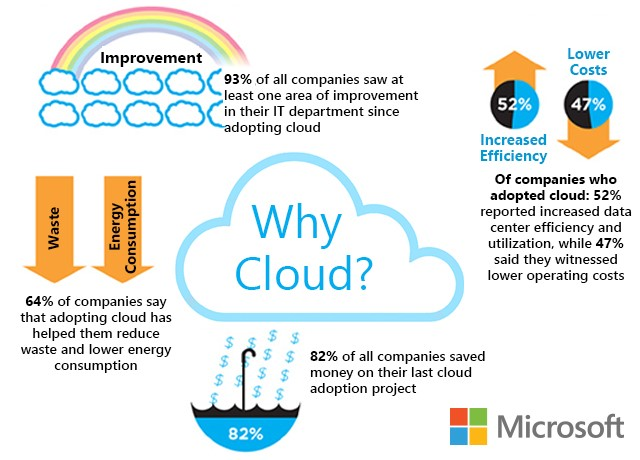 Improvement
93% of all companies saw at
least one area of improvement
in their IT department since
adopting cloud
Lower
Costs
52%
47%
Increased
Efficiency
Of companies who
adopted cloud: 52%
reported increased data
center efficiency and
utilization, while 47%
said they witnessed
lower operating costs
Waste
Energy
Consumption
64% of companies say
that adopting cloud has
helped them reduce
waste and lower energy
consumption
Why
Cloud?
$ $ $ $
$ $ $ $
$ $ $ $
$ $ $ $
82%
82% of all companies saved
money on their last cloud
adoption project
Microsoft